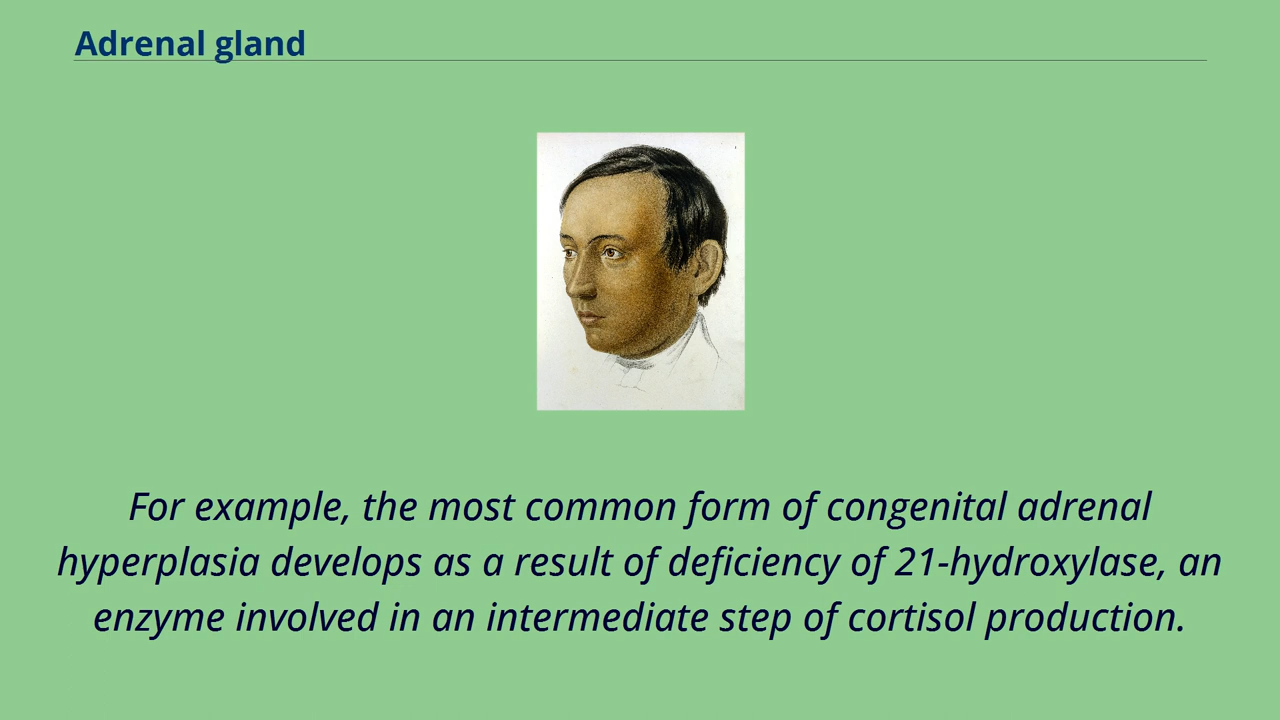 Adrenal gland
For example, the most common form of congenital adrenal
hyperplasia develops as a result of deficiency of 21-hydroxylase, an
enzyme involved in an intermediate step of cortisol production.